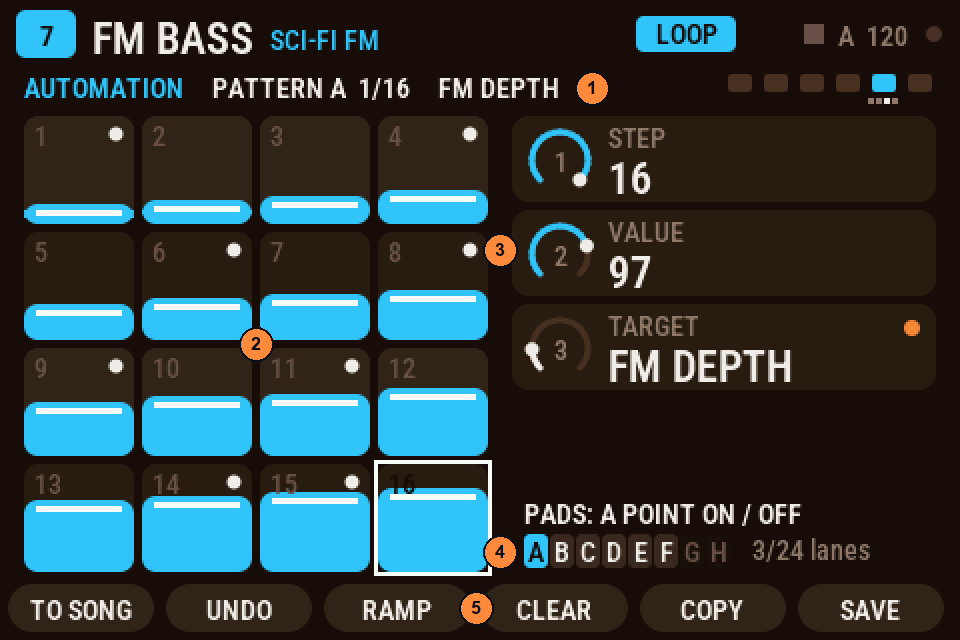 7 FM BASS SCI-FI FM LOOP A 120
AUTOMATION PATTERN A 1/16 FM DEPTH 1
1 2 3 4
1 STEP
16
5 6 7 8 3
2 VALUE
97
2
9 10 11 12
3 TARGET
FM DEPTH
13 14 15 16
PADS: A POINT ON / OFF
4 A B C D E F G H 3/24 lanes
TO SONG UNDO RAMP 5 CLEAR COPY SAVE